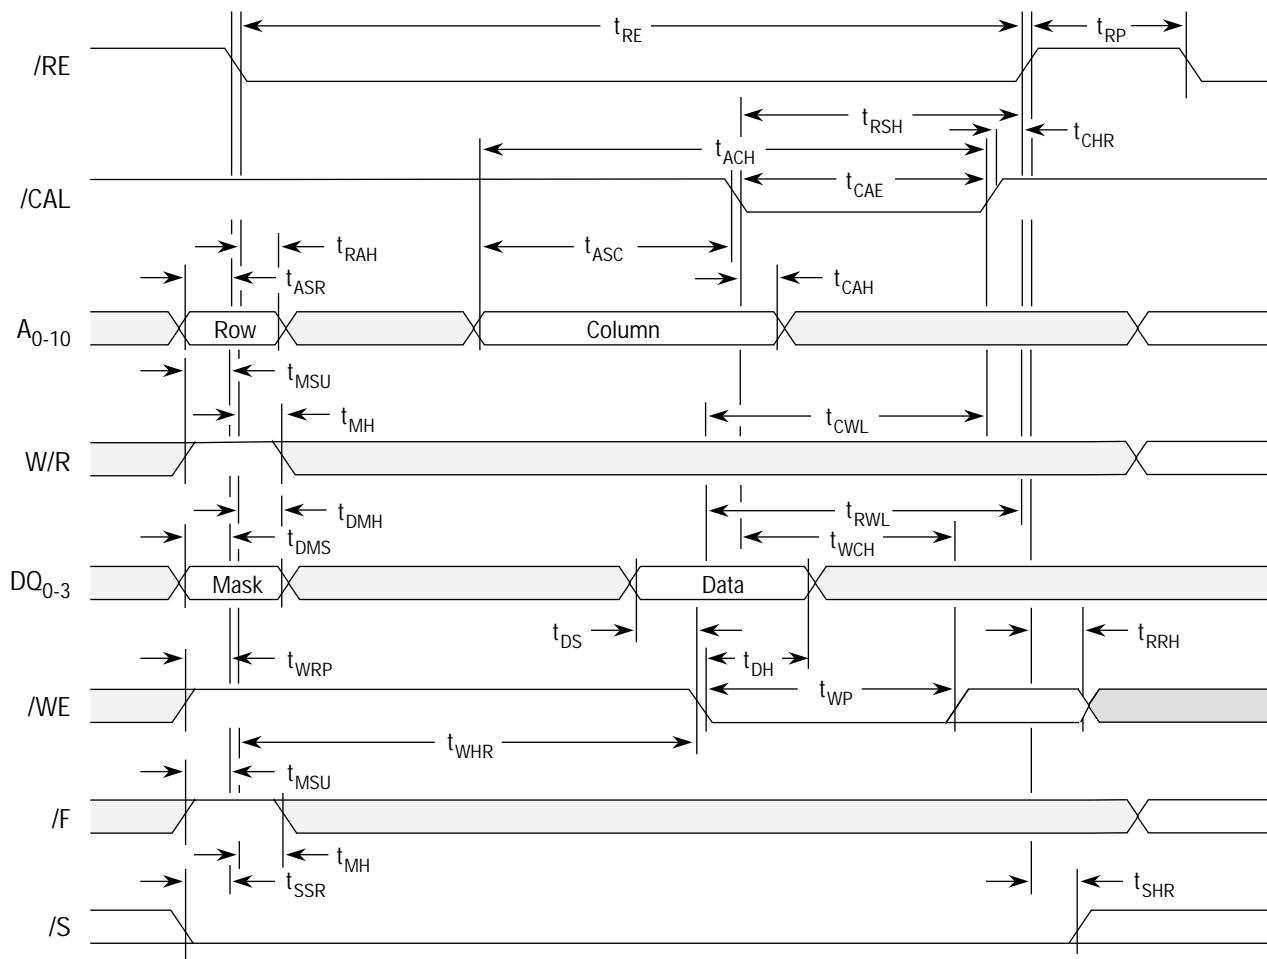 t_RE
t_RP
/RE
t_RSH
t_CHR
t_ACH
/CAL
t_CAE
t_RAH
t_ASC
t_ASR
t_CAH
A_0-10
Row
Column
t_MSU
t_MH
t_CWL
W/R
t_DMH
t_RWL
t_DMS
t_WCH
DQ_0-3
Mask
Data
t_DS
t_RRH
t_WRP
t_DH
t_WP
/WE
t_WHR
t_MSU
/F
t_MH
t_SSR
t_SHR
/S